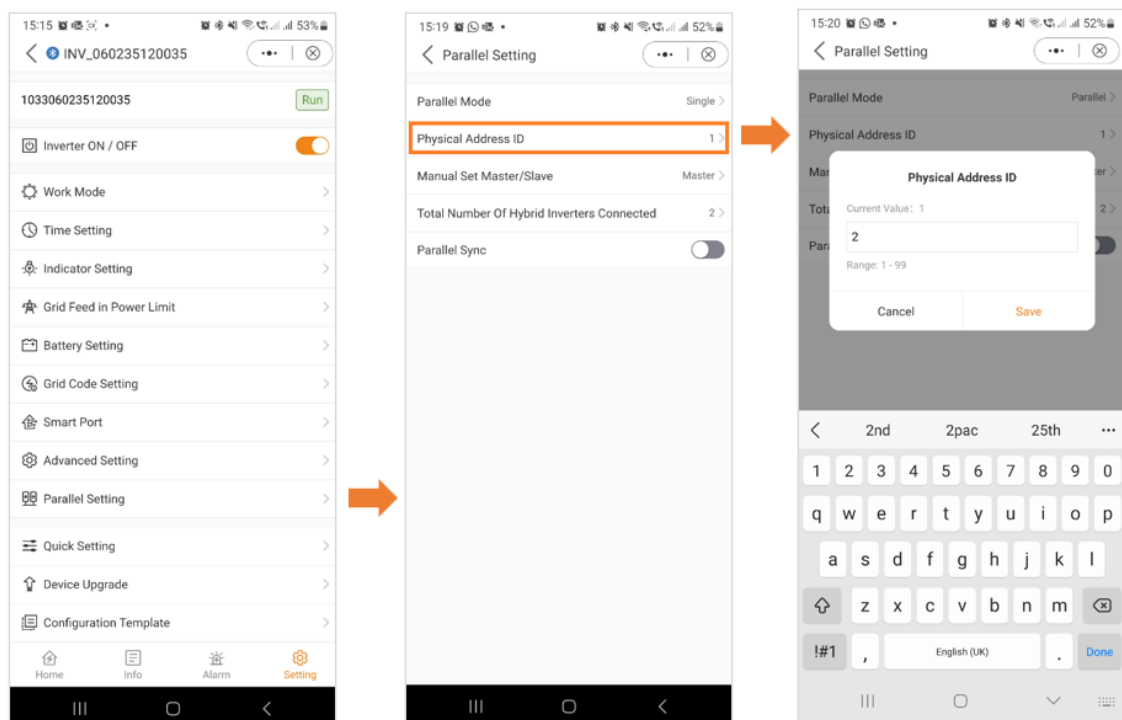 15:15 53%
INV_060235120035
1033060235120035 Run
Inverter ON / OFF
Work Mode
Time Setting
Indicator Setting
Grid Feed in Power Limit
Battery Setting
Grid Code Setting
Smart Port
Advanced Setting
Parallel Setting
Quick Setting
Device Upgrade
Configuration Template
Home Info Alarm Setting
15:19 52%
Parallel Setting
Parallel Mode Single
Physical Address ID 1
Manual Set Master/Slave Master
Total Number Of Hybrid Inverters Connected 2
Parallel Sync
15:20 52%
Parallel Setting
Parallel Mode Parallel
Physical Address ID 1
Physical Address ID
Current Value: 1
2
Range: 1 - 99
Cancel Save
2
2nd 2pac 25th
1 2 3 4 5 6 7 8 9 0
q w e r t y u i o p
a s d f g h j k l
z x c v b n m
!#1 , English (UK) . Done